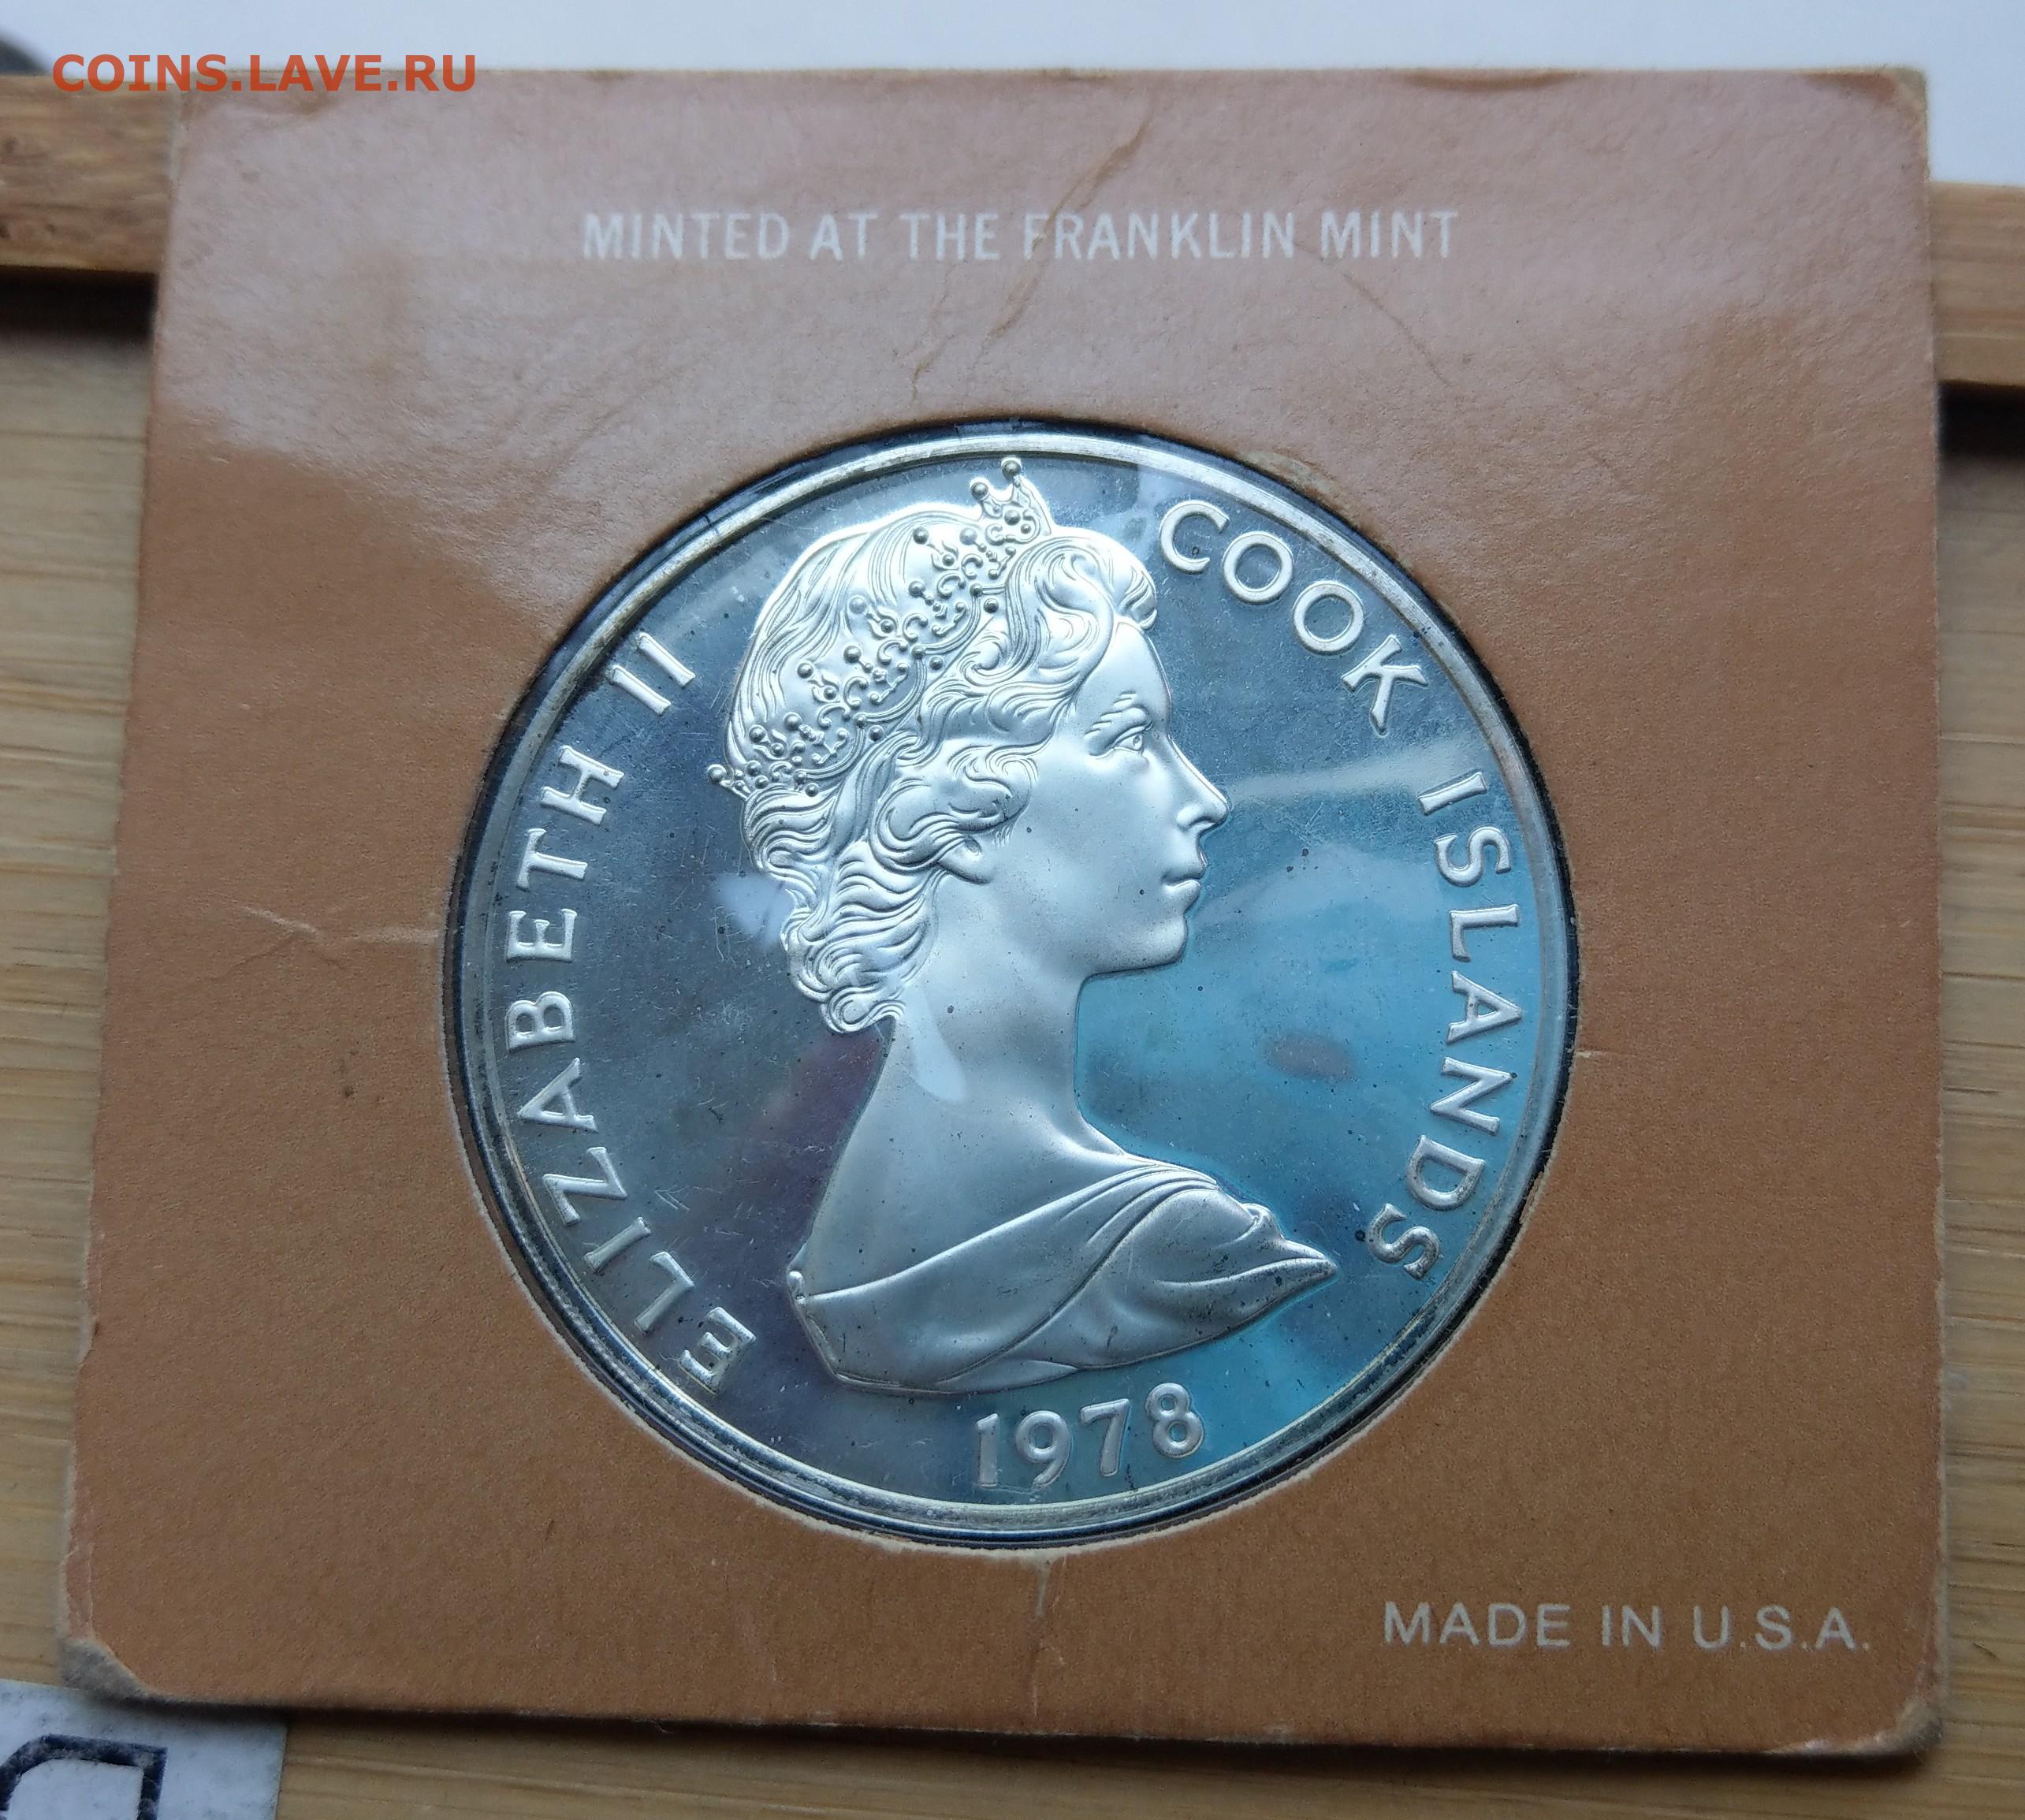 COINS.LAVE.RU
MINTED AT THE FRANKLIN MINT
ELIZABETH II
COOK ISLANDS
1978
MADE IN U.S.A.